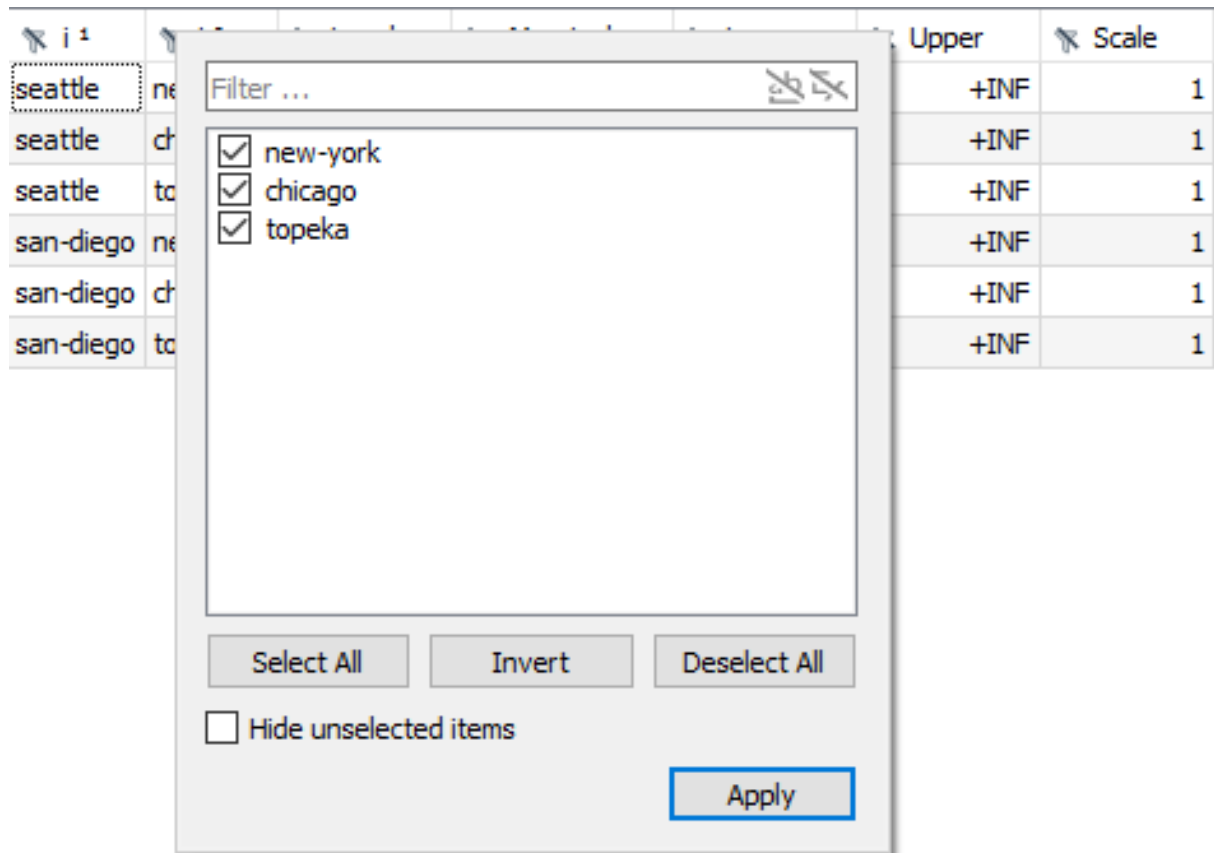 i 1 Upper Scale
seattle +INF 1
seattle +INF 1
seattle +INF 1
san-diego +INF 1
san-diego +INF 1
san-diego +INF 1
Filter ...
new-york
chicago
topeka
Select All Invert Deselect All
Hide unselected items
Apply